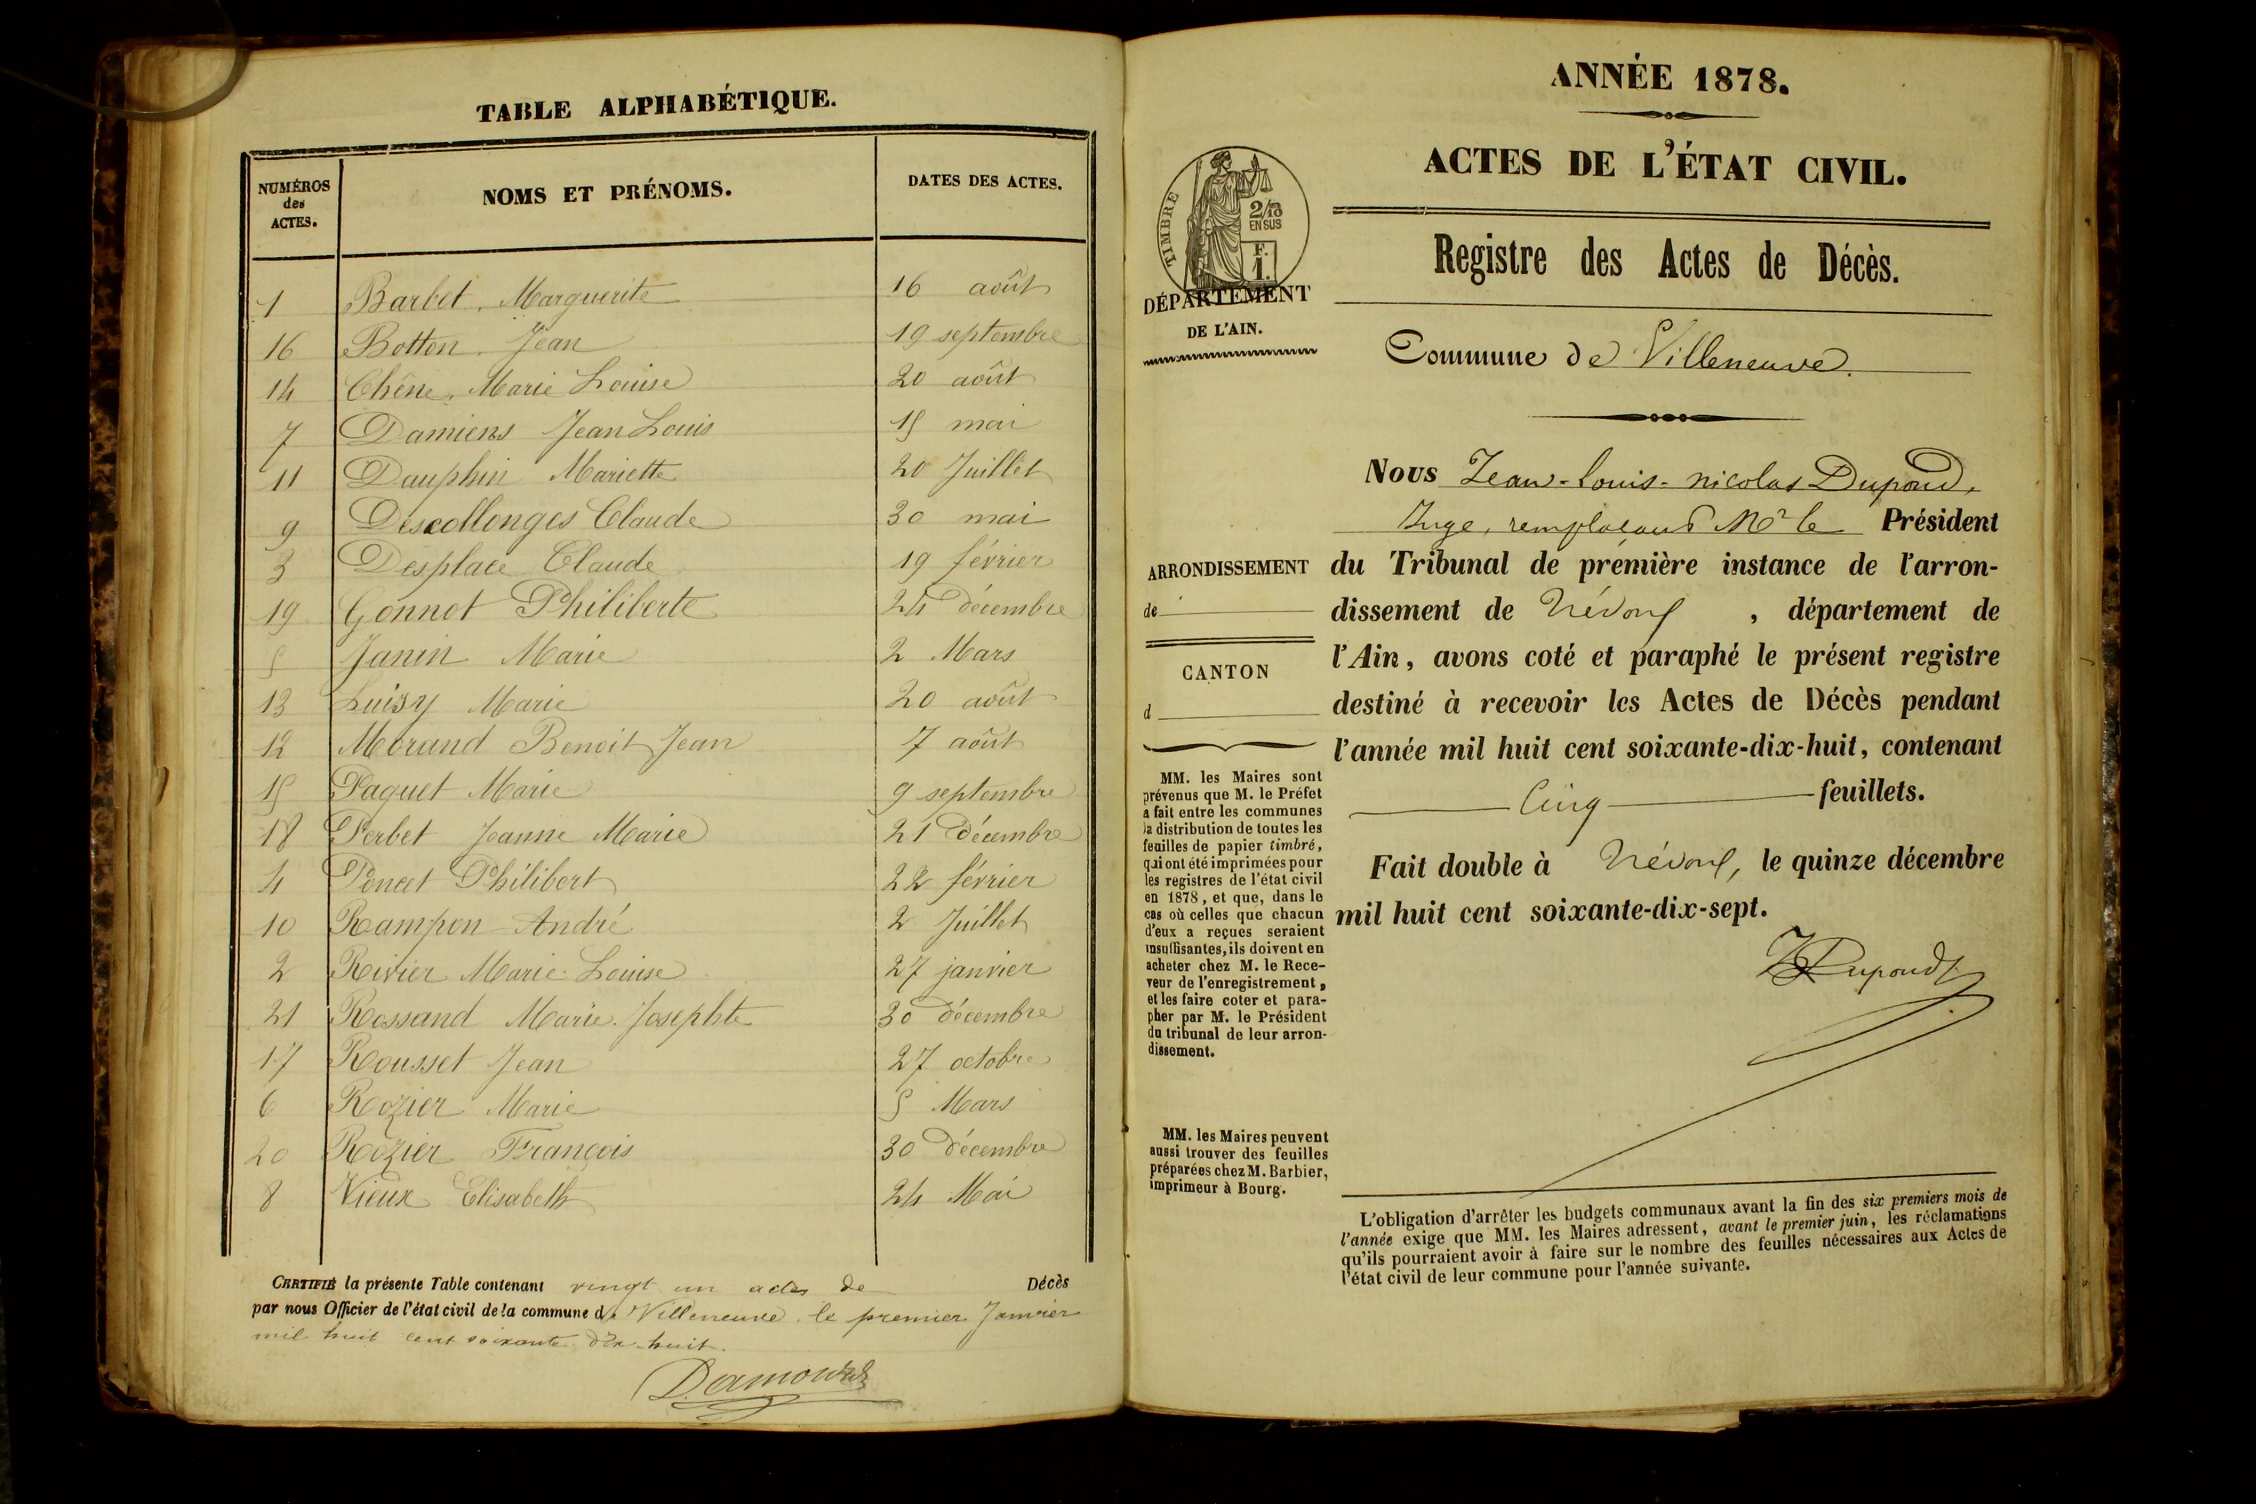 TABLE ALPHABÉTIQUE.
NUMÉROS des ACTES. NOMS ET PRÉNOMS. DATES DES ACTES.
1 Barbet, Marguerite 16 août
16 Botton, Jean 19 septembre
14 Chêne, Marie Louise 20 août
7 Damiens Jean Louis 15 mai
11 Dauphin Mariette 20 Juillet
9 Descollonges Claude 30 mai
3 Desplace Claude 19 février
19 Gonnot Philiberte 24 décembre
5 Janin Marie 2 Mars
13 Luizy Marie 20 août
12 Morand Benoit Jean 7 août
15 Paquet Marie 9 septembre
18 Perbet Jeanne Marie 21 décembre
4 Poncet Philibert 22 février
10 Rampon André 2 Juillet
2 Rivier Marie-Louise 27 janvier
21 Rossand Marie-Josephte 30 décembre
17 Rousset Jean 27 octobre
6 Rozier Marie 5 Mars
20 Rozier François 30 décembre
8 Vieux Elisabeth 24 Mai
CERTIFIÉ la présente Table contenant vingt un actes de Décès
par nous Officier de l'état civil de la commune de Villeneuve, le premier Janvier
mil huit cent soixante dix-huit.
ANNÉE 1878.
ACTES DE L'ÉTAT CIVIL.
TIMBRE
2/10
EN SUS
F.
1.
DÉPARTEMENT
DE L'AIN.
Registre des Actes de Décès.
Commune de Villeneuve.
Nous Jean-Louis-Nicolas Dupoud,
Juge, remplaçant Mr le Président
du Tribunal de première instance de l'arron-
dissement de Trévoux, département de
l'Ain, avons coté et paraphé le présent registre
destiné à recevoir les Actes de Décès pendant
l'année mil huit cent soixante-dix-huit, contenant
Cinq feuillets.
Fait double à Trévoux, le quinze décembre
mil huit cent soixante-dix-sept.
Dupoud
ARRONDISSEMENT
de
CANTON
d
MM. les Maires sont
prévenus que M. le Préfet
a fait entre les communes
la distribution de toutes les
feuilles de papier timbré,
qui ont été imprimées pour
les registres de l'état civil
en 1878, et que, dans le
cas où celles que chacun
d'eux a reçues seraient
insuffisantes, ils doivent en
acheter chez M. le Rece-
veur de l'enregistrement,
et les faire coter et para-
pher par M. le Président
du tribunal de leur arron-
dissement.
MM. les Maires peuvent
aussi trouver des feuilles
préparées chez M. Barbier,
imprimeur à Bourg.
L'obligation d'arrêter les budgets communaux avant la fin des six premiers mois de
l'année exige que MM. les Maires adressent, avant le premier juin, les réclamations
qu'ils pourraient avoir à faire sur le nombre des feuilles nécessaires aux Actes de
l'état civil de leur commune pour l'année suivante.